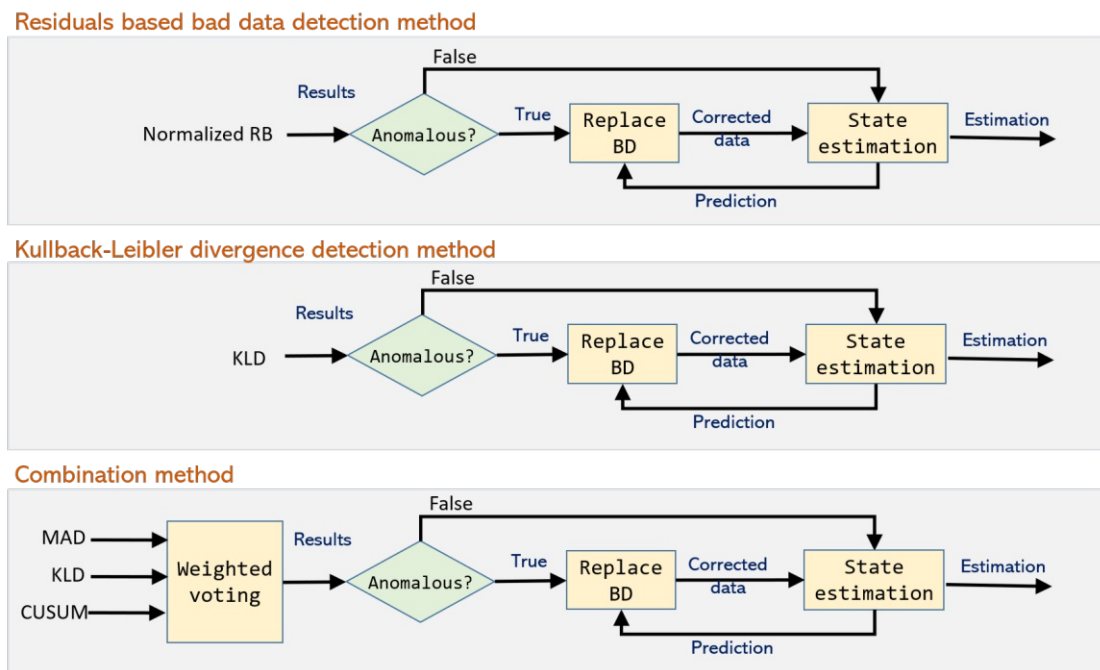 Residuals based bad data detection method
False
Results
True
Corrected
data
Estimation
Normalized RB
Anomalous?
Replace
BD
State
estimation
Prediction
Kullback-Leibler divergence detection method
False
Results
True
Corrected
data
Estimation
KLD
Anomalous?
Replace
BD
State
estimation
Prediction
Combination method
False
MAD
KLD
CUSUM
Weighted
voting
Results
Anomalous?
True
Replace
BD
Corrected
data
State
estimation
Estimation
Prediction